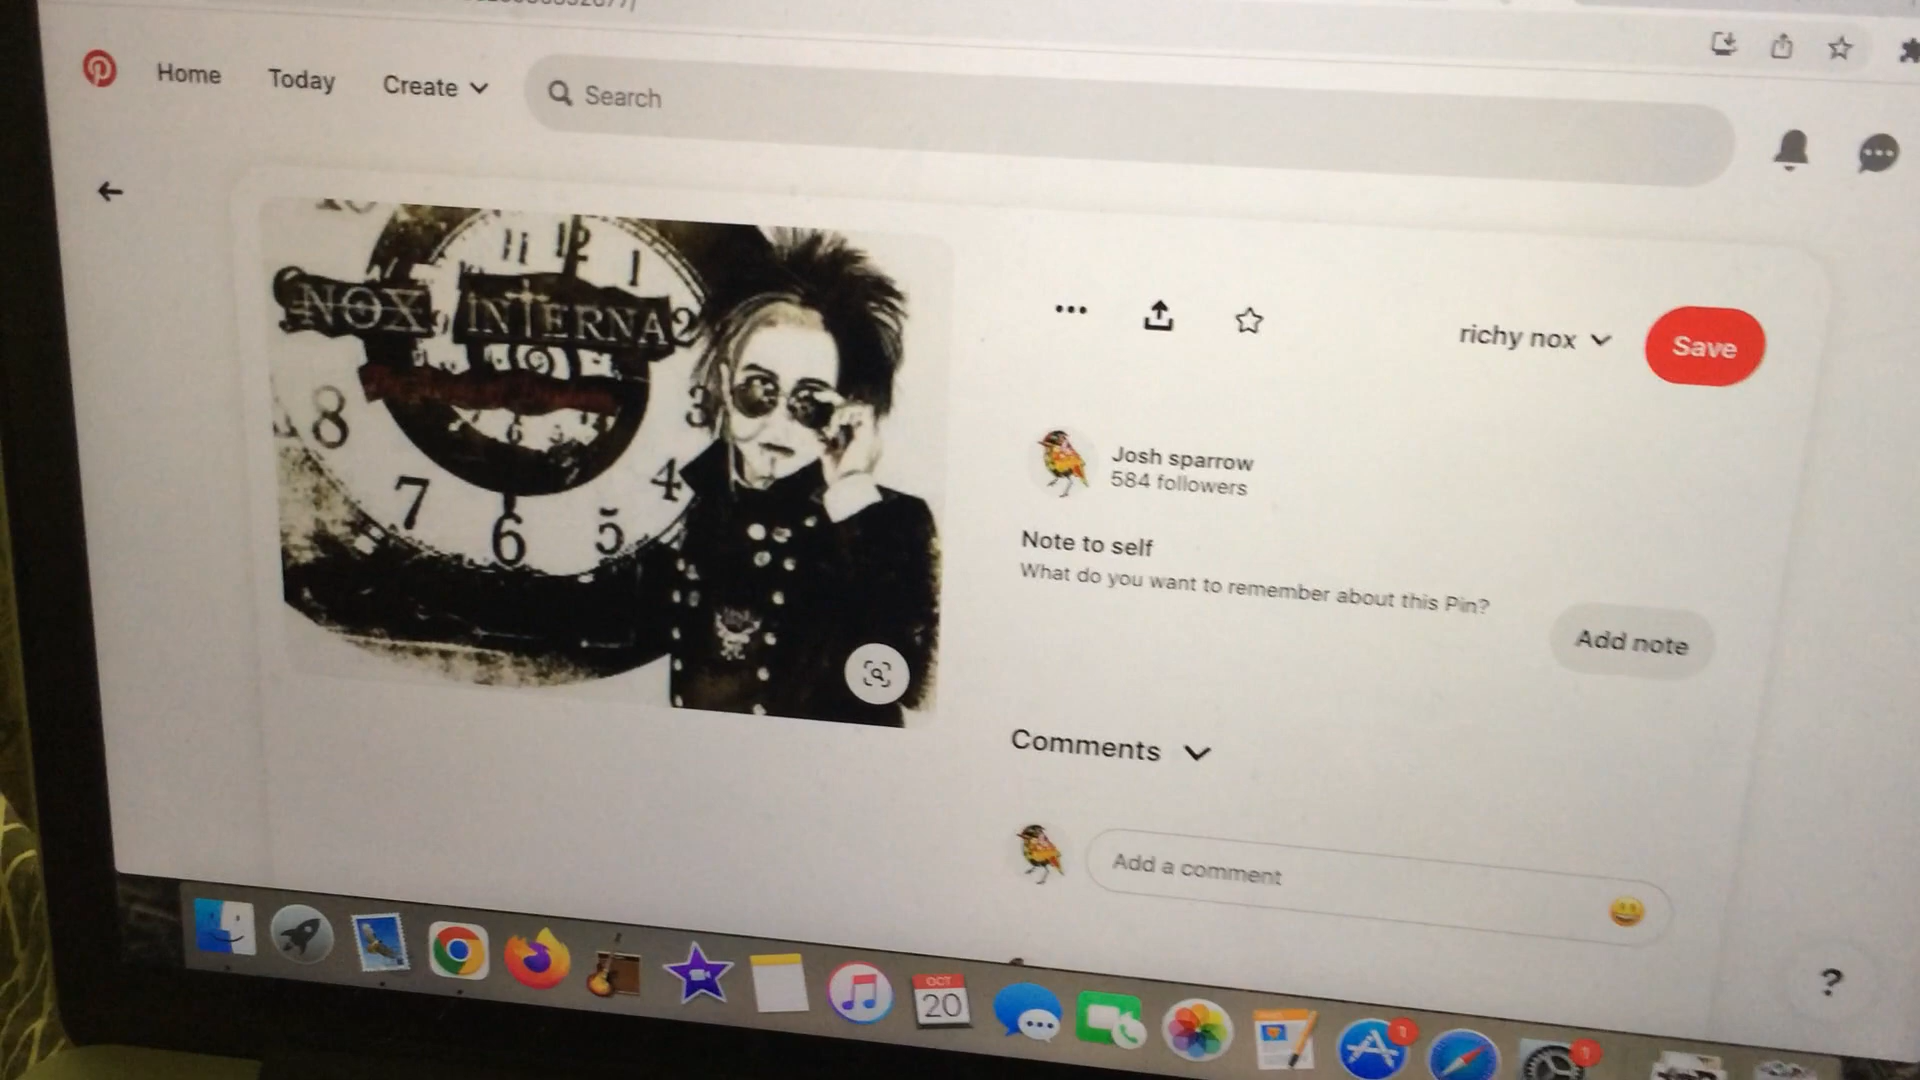 Home Today Create
Search
11 12 1
NOX INTERNA
8
3
7
4
6
5
richy nox
Save
Josh sparrow
584 followers
Note to self
What do you want to remember about this Pin?
Add note
Comments
Add a comment
OCT
20
1
1
?